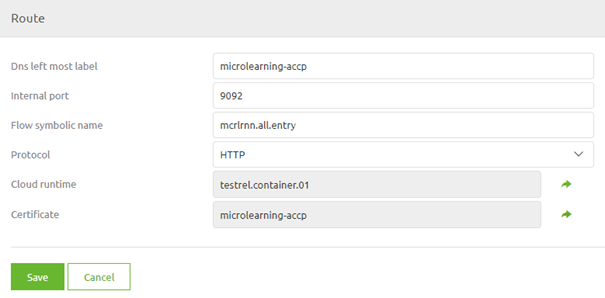 Route
Dns left most label microlearning-accp
Internal port 9092
Flow symbolic name mcrlrnn.all.entry
Protocol HTTP
Cloud runtime testrel.container.01
Certificate microlearning-accp
Save Cancel